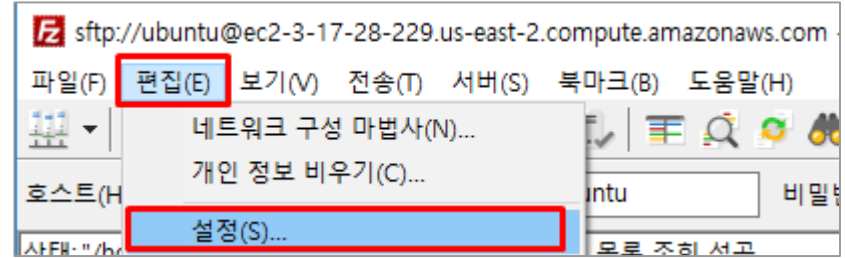 sftp://ubuntu@ec2-3-17-28-229.us-east-2.compute.amazonaws.com -
파일(F) 편집(E) 보기(V) 전송(T) 서버(S) 북마크(B) 도움말(H)
네트워크 구성 마법사(N)...
개인 정보 비우기(C)...
호스트(H untu 비밀번
설정(S)...
상태: "/ho 목록 조회 성공